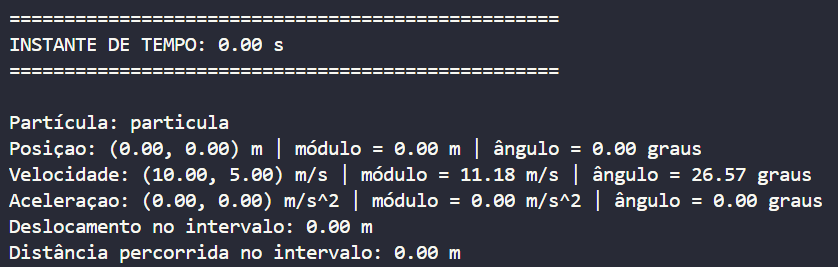 ==================================================
INSTANTE DE TEMPO: 0.00 s
==================================================
Partícula: particula
Posiçao: (0.00, 0.00) m | módulo = 0.00 m | ângulo = 0.00 graus
Velocidade: (10.00, 5.00) m/s | módulo = 11.18 m/s | ângulo = 26.57 graus
Aceleraçao: (0.00, 0.00) m/s^2 | módulo = 0.00 m/s^2 | ângulo = 0.00 graus
Deslocamento no intervalo: 0.00 m
Distância percorrida no intervalo: 0.00 m